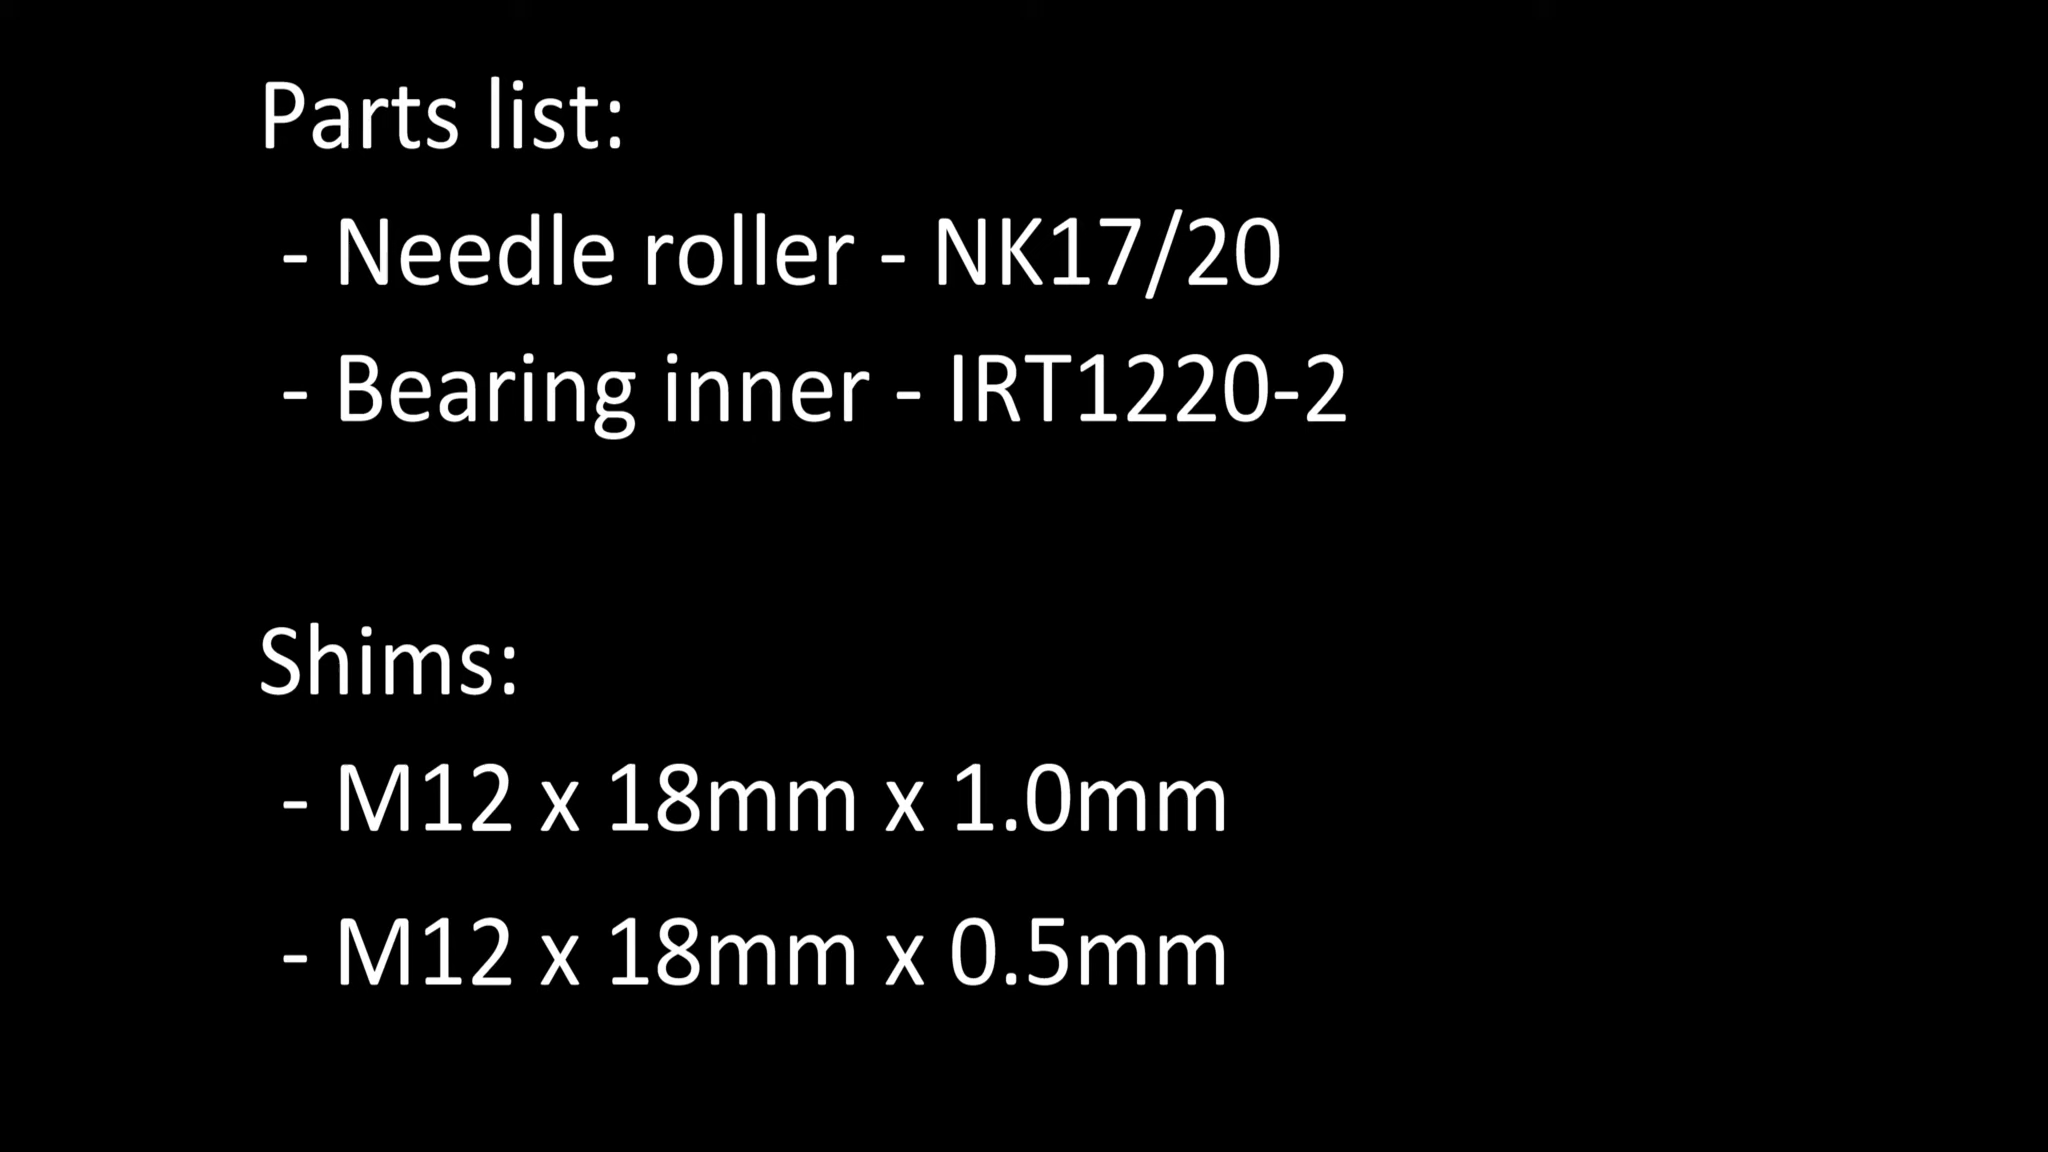 Parts list:
- Needle roller - NK17/20
- Bearing inner - IRT1220-2
Shims:
- M12 x 18mm x 1.0mm
- M12 x 18mm x 0.5mm